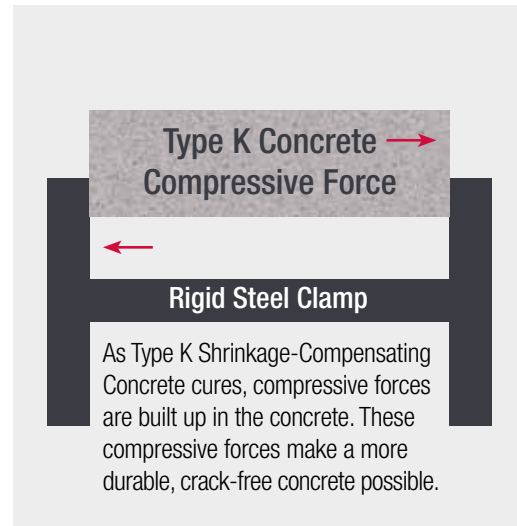 Type K Concrete
Compressive Force
Rigid Steel Clamp
As Type K Shrinkage-Compensating
Concrete cures, compressive forces
are built up in the concrete. These
compressive forces make a more
durable, crack-free concrete possible.